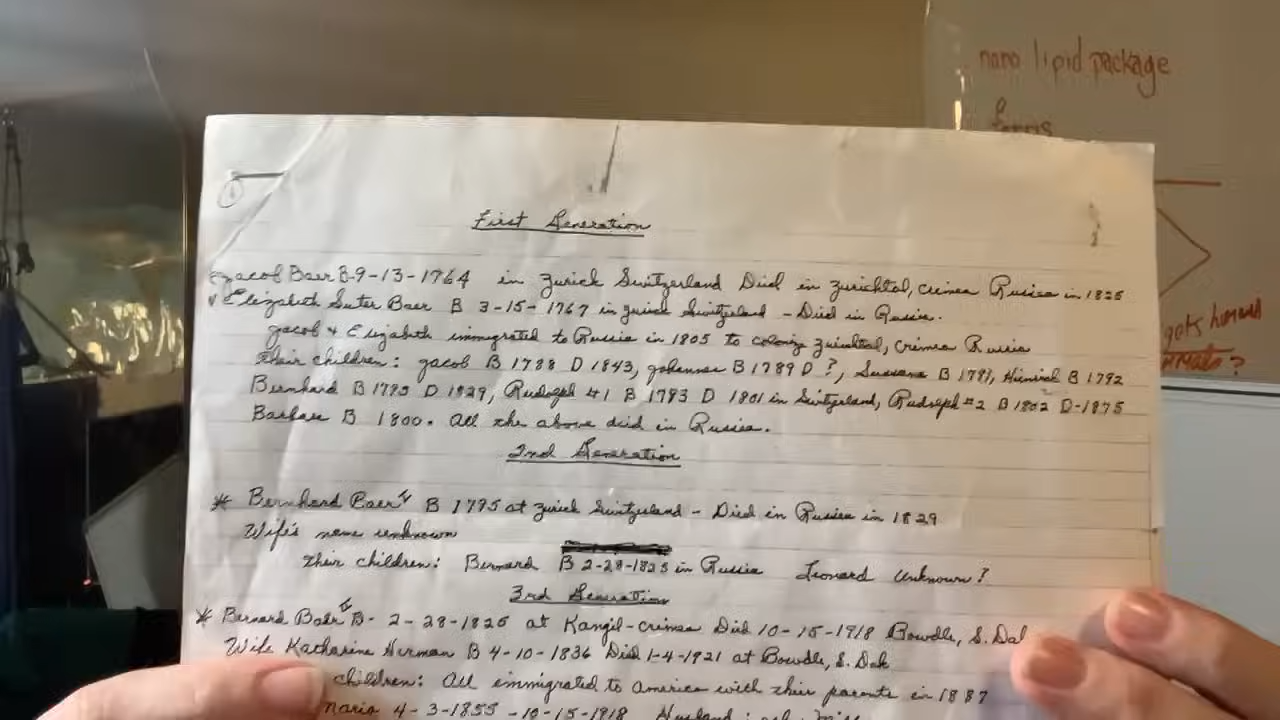 nano lipid package
1
First Generation
Jacob Baer B-9-13-1764 in Zurick Switzerland Died in Zurichtal, Crimea Russia in 1825
Elizabeth Suter Baer B 3-15-1767 in Zurick Switzerland - Died in Russia.
Jacob & Elizabeth immigrated to Russia in 1805 to colonize Zurichtal, Crimea Russia
Their children: Jacob B 1788 D 1843, Johannes B 1789 D ?, Susana B 1791, Heinrich B 1792
Bernhard B 1795 D 1829, Rudolph #1 B 1793 D 1801 in Switzerland, Rudolph #2 B 1802 D-1875
Barbara B 1800. All the above died in Russia.
2nd Generation
* Bernhard Baer B 1795 at Zurick Switzerland - Died in Russia in 1829
Wife's name unknown
Their children: Bernard B 2-28-1825 in Russia Leonard unknown?
3rd Generation
* Bernard Baer B- 2-28-1825 at Kangil-Crimea Died 10-15-1918 Bowdle, S. Dak
Wife Katharine Herman B 4-10-1836 Died 1-4-1921 at Bowdle, S. Dak
children: All immigrated to America with their parents in 1887
Maria 4-3-1855 -10-15-1918 Husband: